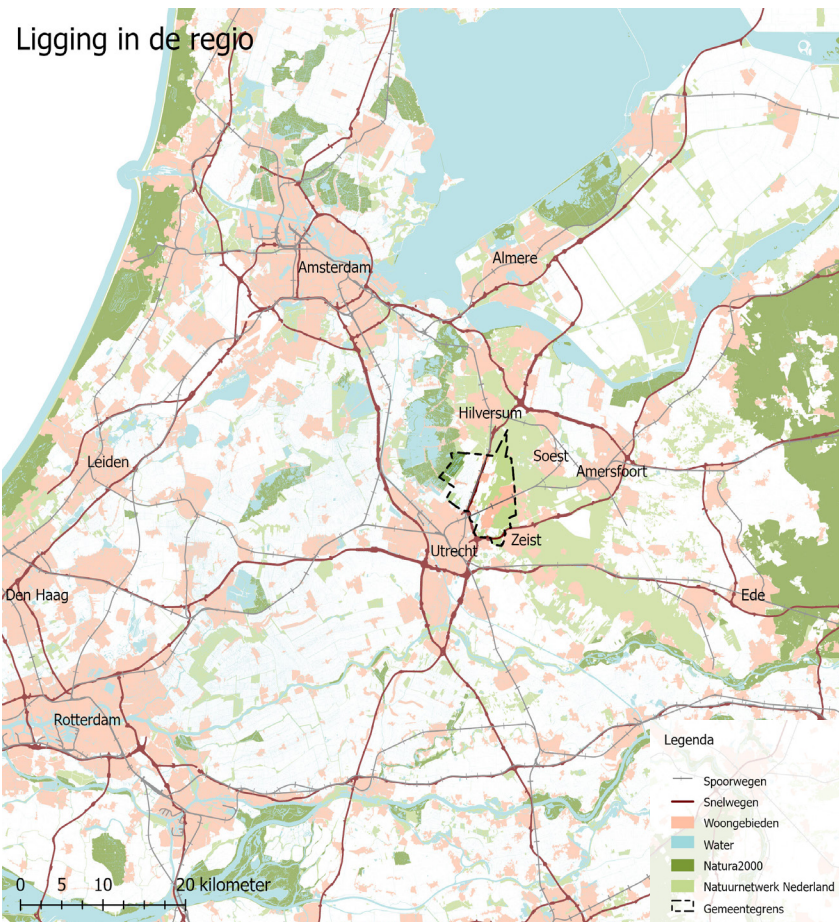 Ligging in de regio
Almere
Amsterdam
Hilversum
Soest
Leiden
Amersfoort
Zeist
Utrecht
Den Haag
Ede
Rotterdam
Legenda
Spoorwegen
Snelwegen
Woongebieden
Water
Natura2000
Natuurnetwerk Nederland
Gemeentegrens
0 5 10 20 kilometer